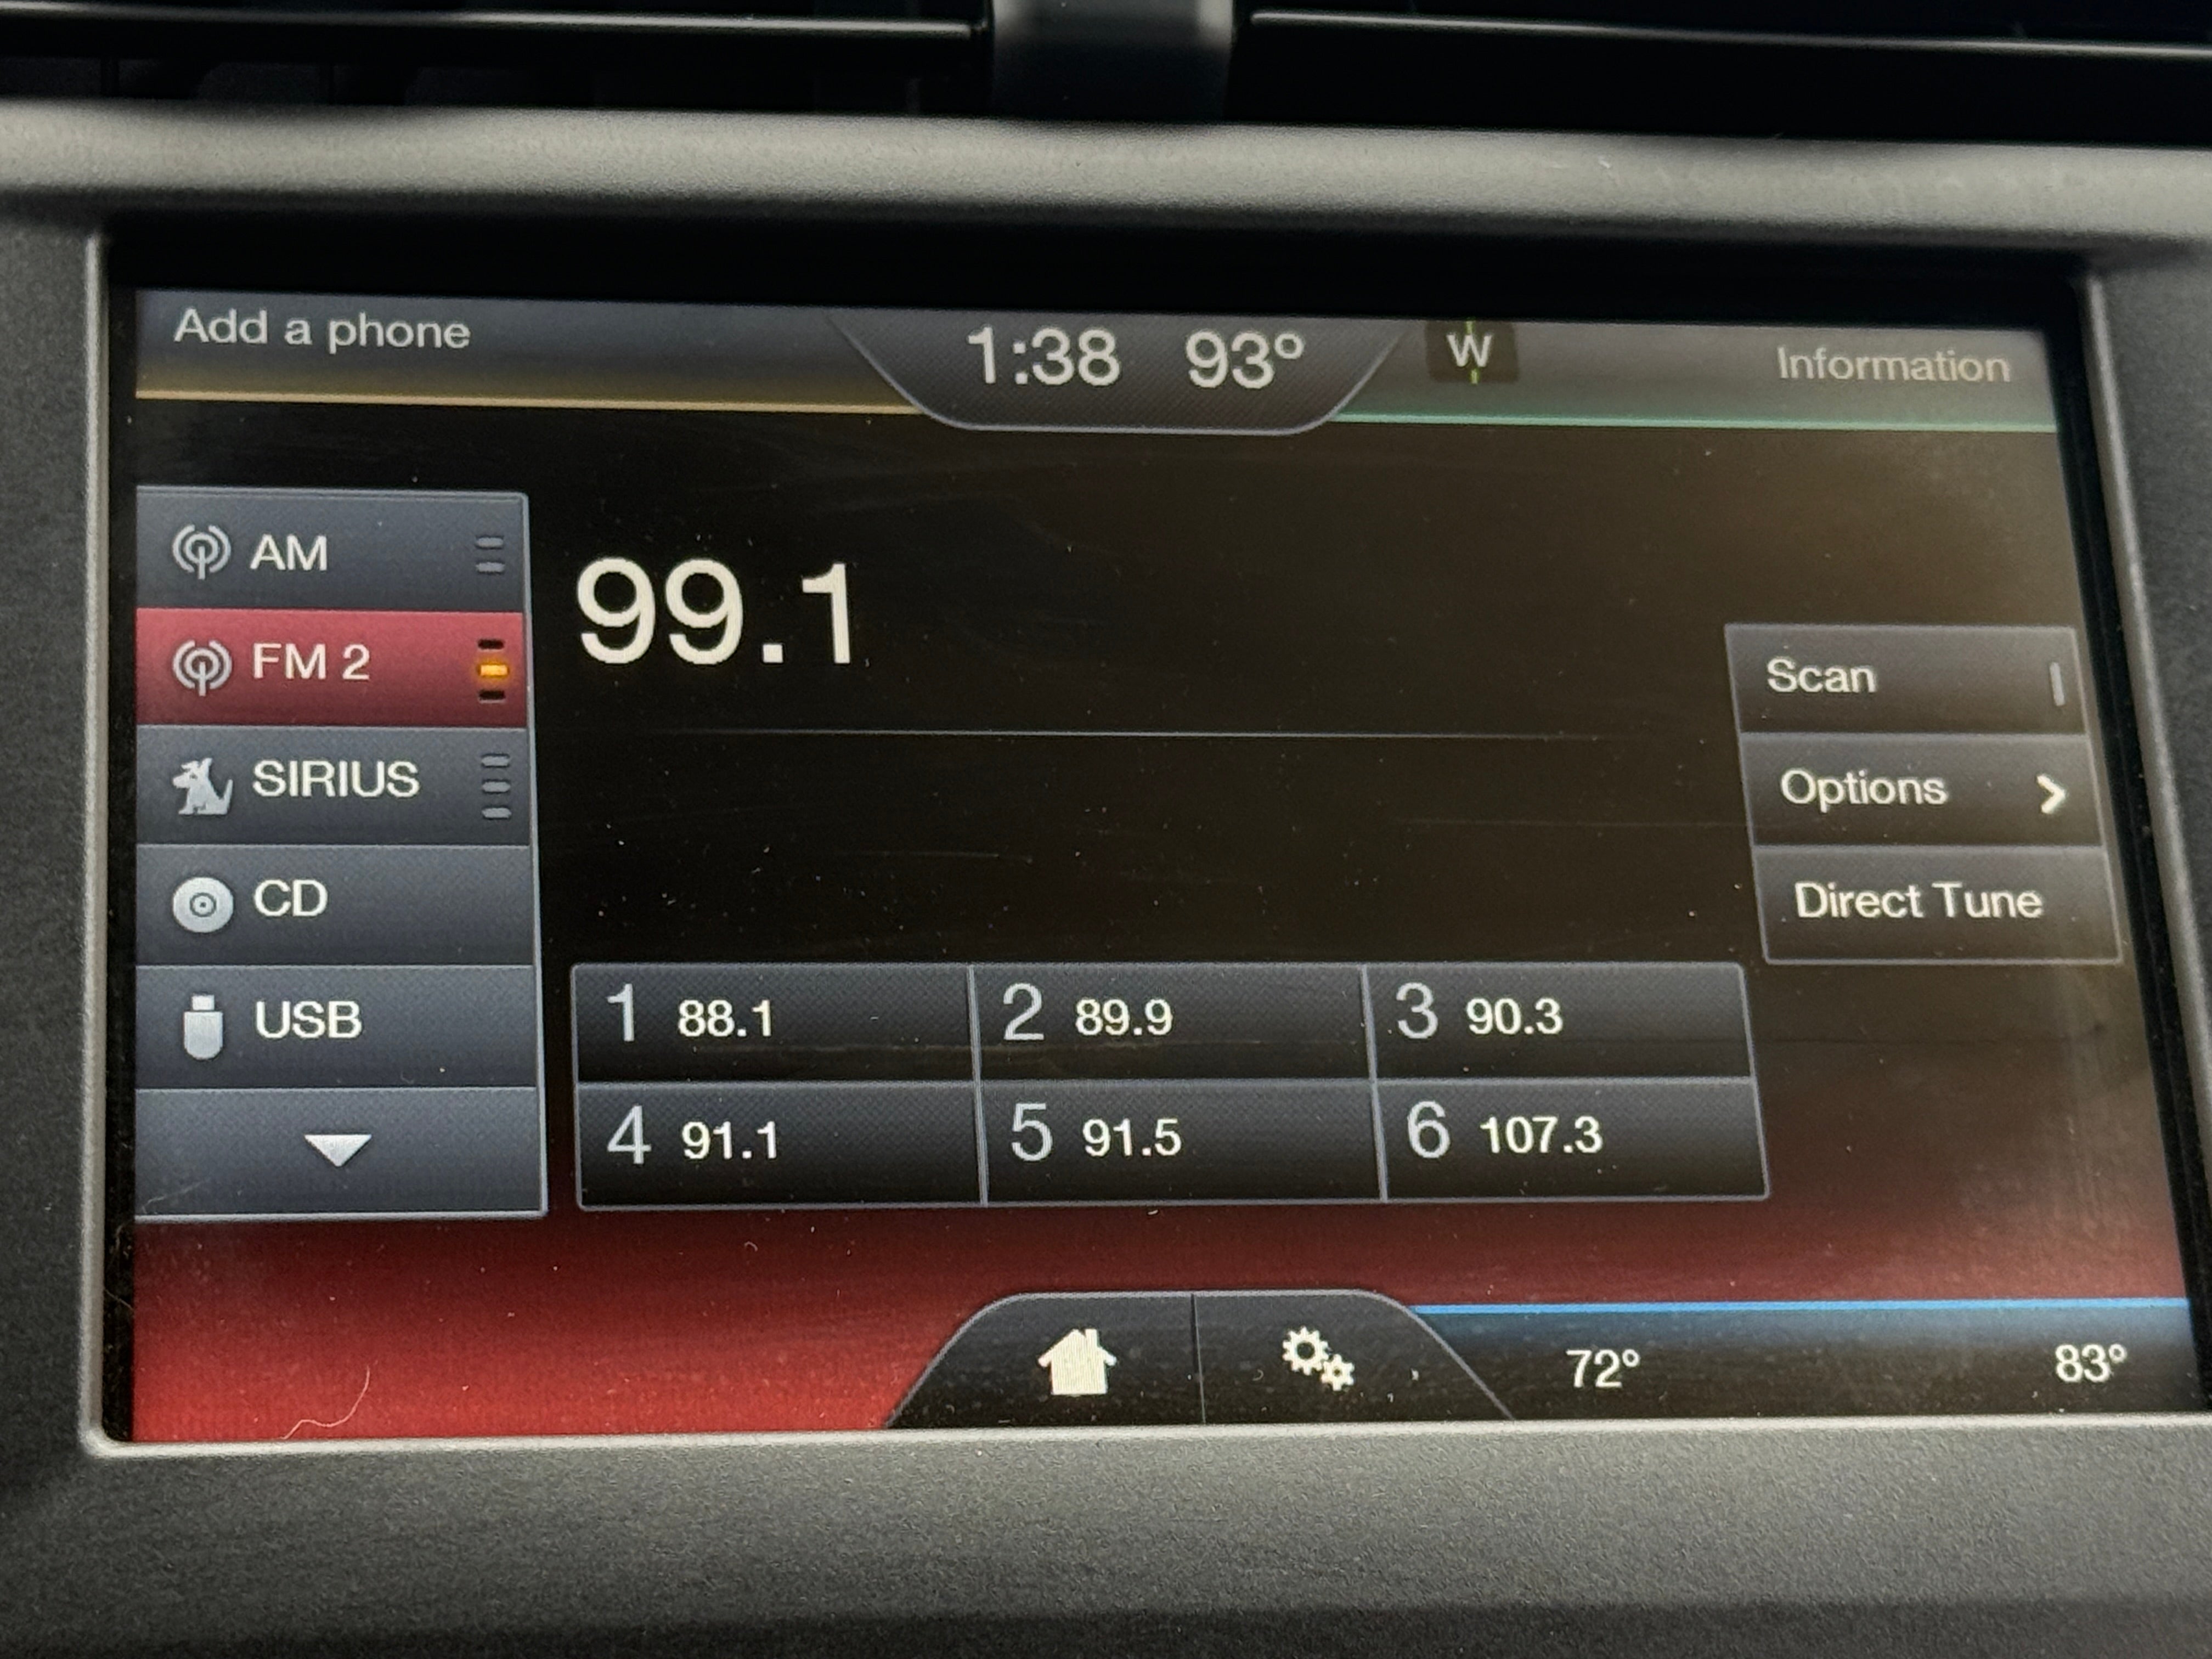 Add a phone 1:38 93° W Information
AM
FM 2
SIRIUS
CD
USB
99.1
Scan
Options
Direct Tune
1 88.1 2 89.9 3 90.3
4 91.1 5 91.5 6 107.3
72° 83°